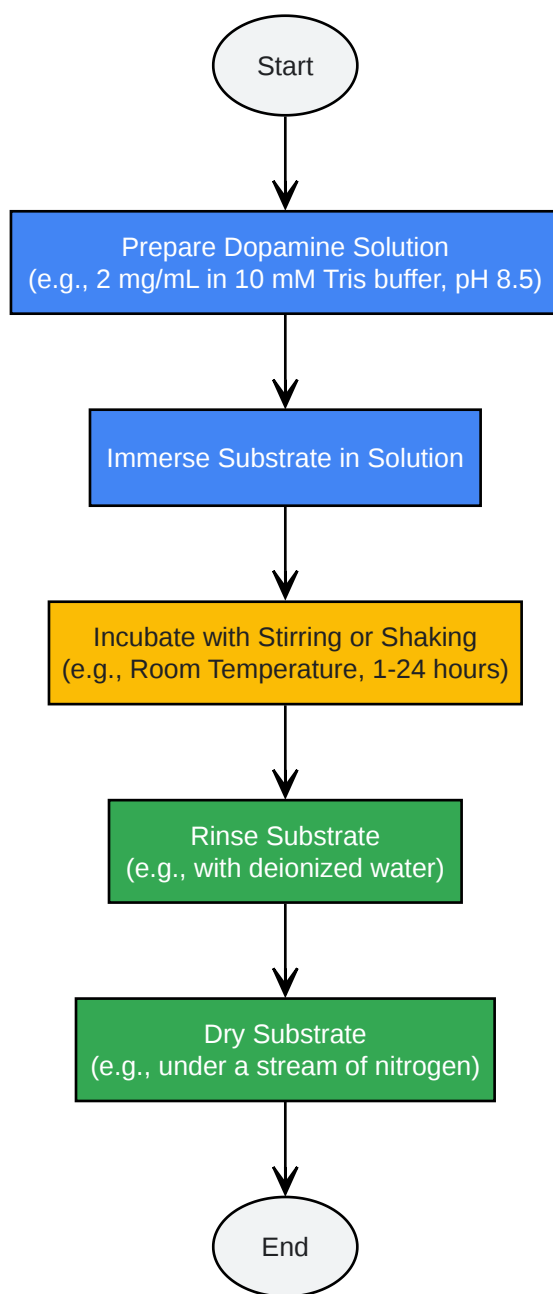 Start
Prepare Dopamine Solution
(e.g., 2 mg/mL in 10 mM Tris buffer, pH 8.5)
Immerse Substrate in Solution
Incubate with Stirring or Shaking
(e.g., Room Temperature, 1-24 hours)
Rinse Substrate
(e.g., with deionized water)
Dry Substrate
(e.g., under a stream of nitrogen)
End